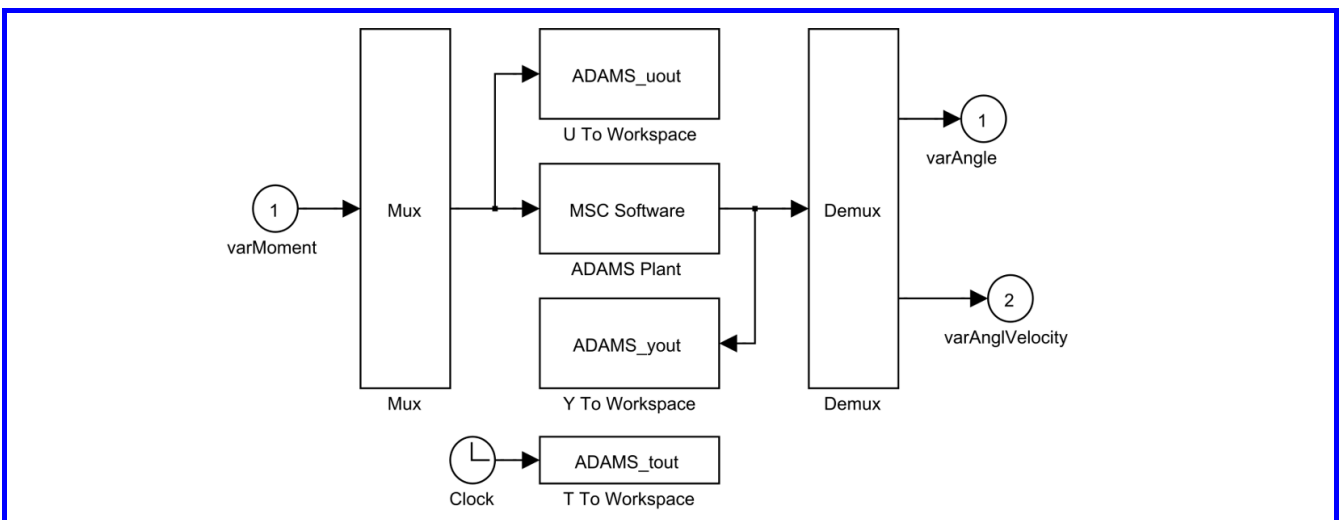 ADAMS_uout
U To Workspace
1
varMoment
Mux
Mux
MSC Software
ADAMS Plant
ADAMS_yout
Y To Workspace
Demux
Demux
1
varAngle
2
varAnglVelocity
Clock
ADAMS_tout
T To Workspace